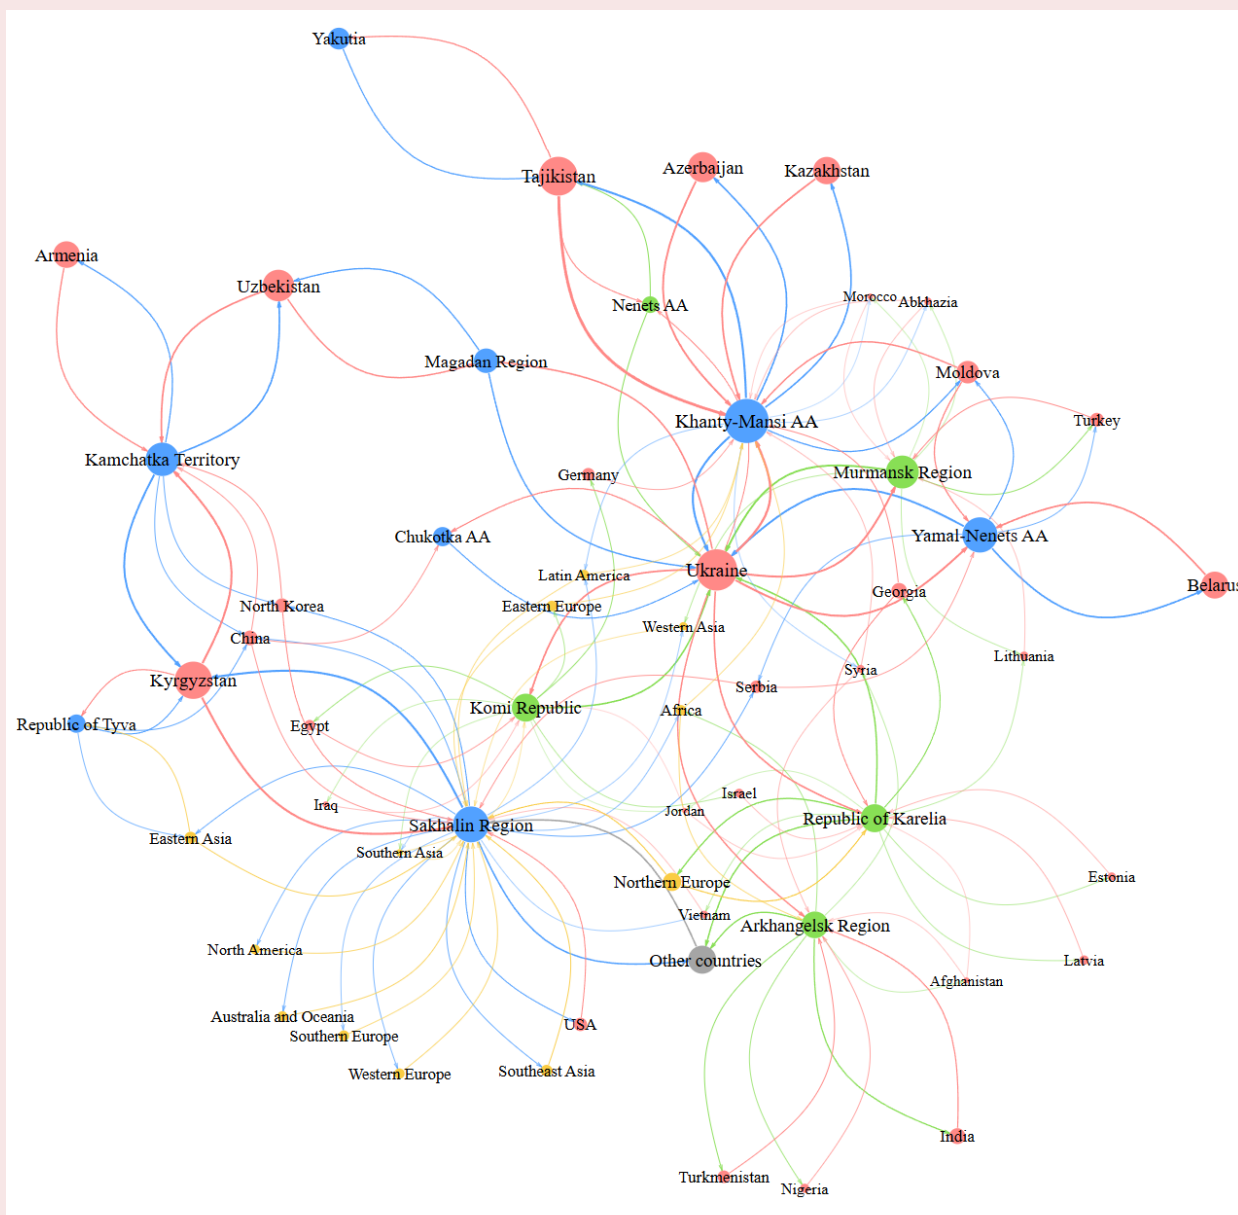 Yakutia
Tajikistan
Azerbaijan
Kazakhstan
Armenia
Uzbekistan
Nenets AA
Morocco
Abkhazia
Magadan Region
Moldova
Khanty-Mansi AA
Turkey
Kamchatka Territory
Germany
Murmansk Region
Chukotka AA
Yamal-Nenets AA
Latin America
Ukraine
Belarus
Georgia
North Korea
Eastern Europe
Western Asia
China
Lithuania
Syria
Kyrgyzstan
Serbia
Komi Republic
Africa
Republic of Tyva
Egypt
Iraq
Israel
Jordan
Sakhalin Region
Republic of Karelia
Eastern Asia
Southern Asia
Northern Europe
Estonia
Vietnam
Arkhangelsk Region
North America
Other countries
Latvia
Afghanistan
Australia and Oceania
USA
Southern Europe
Western Europe
Southeast Asia
India
Turkmenistan
Nigeria